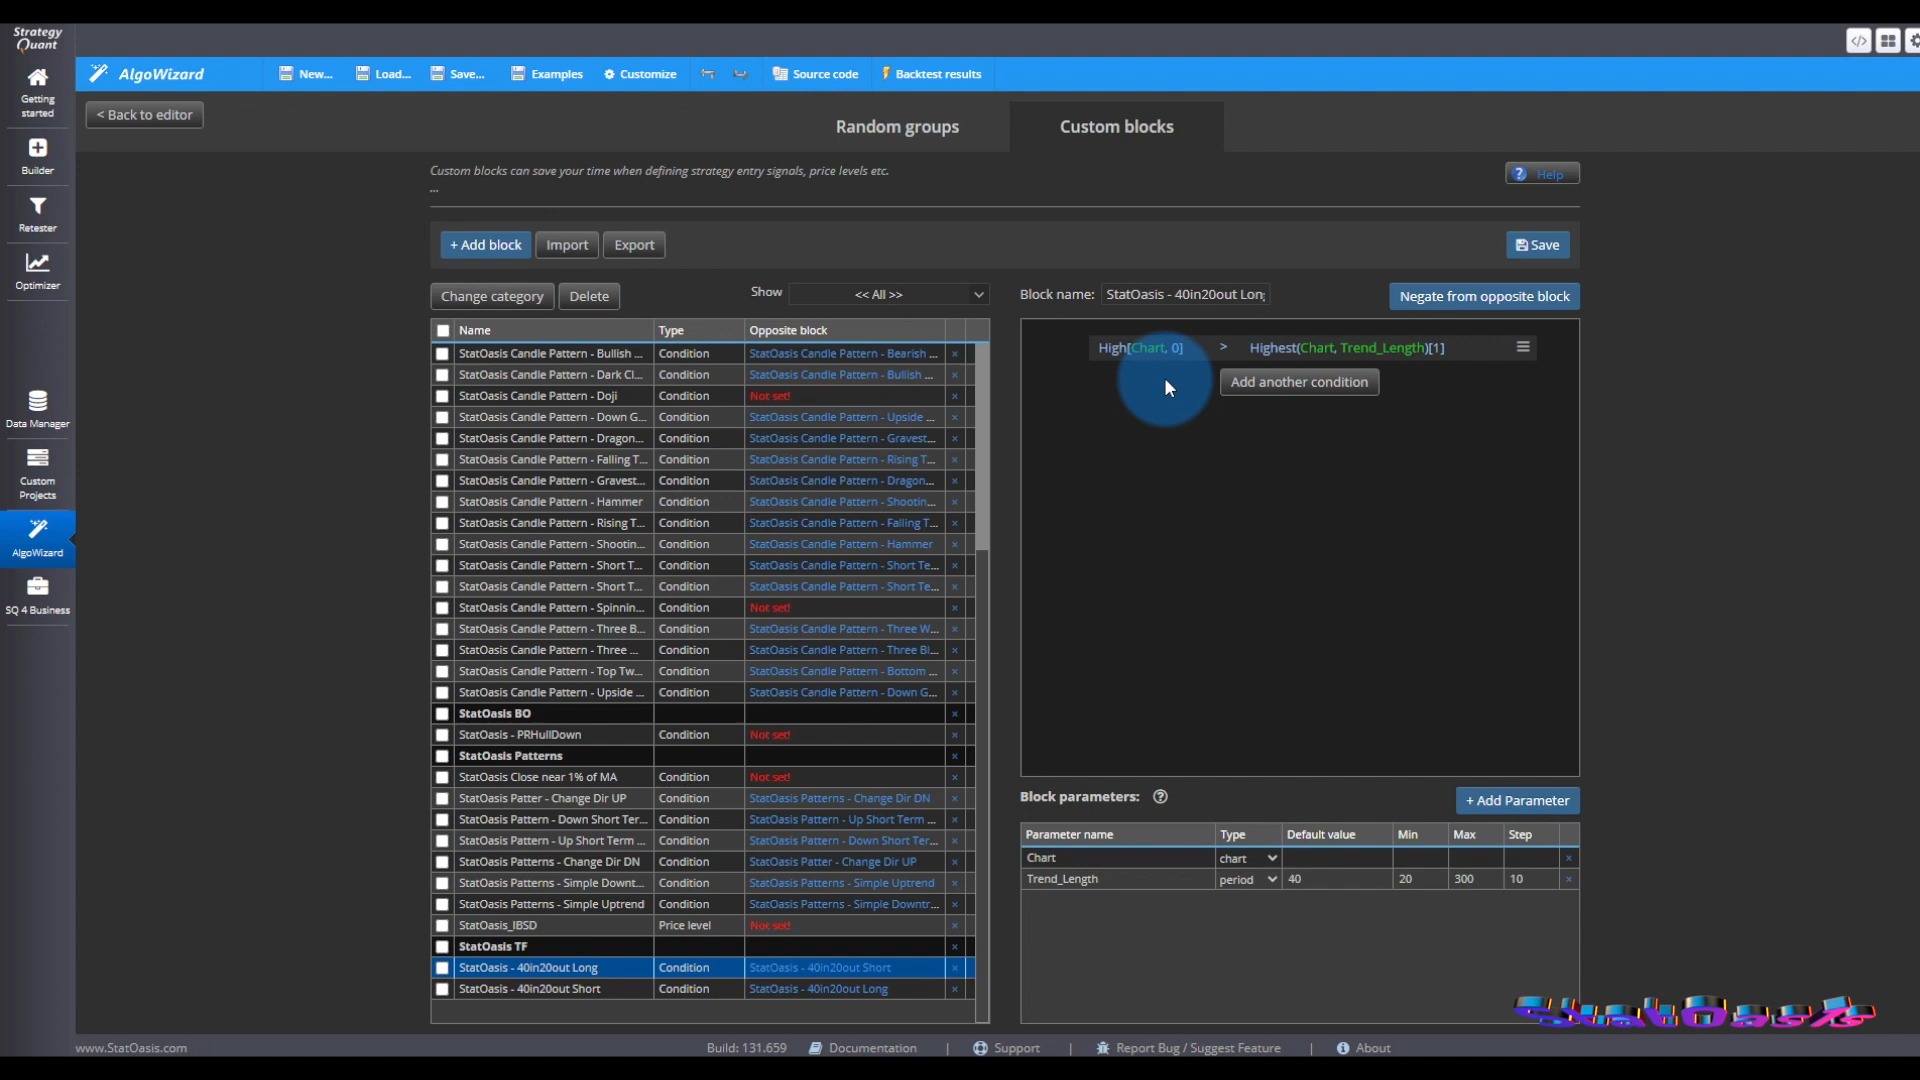 Strategy
Quant
AlgoWizard
New...
Load...
Save...
Examples
Customize
Source code
Backtest results
Getting
started
Builder
Retester
Optimizer
Data Manager
Custom
Projects
AlgoWizard
SQ 4 Business
< Back to editor
Random groups
Custom blocks
Custom blocks can save your time when defining strategy entry signals, price levels etc.
...
? Help
+ Add block
Import
Export
Save
Change category
Delete
Show
<< All >>
Name Type Opposite block
StatOasis Candle Pattern - Bullish ... Condition StatOasis Candle Pattern - Bearish ... ×
StatOasis Candle Pattern - Dark Cl... Condition StatOasis Candle Pattern - Bullish ... ×
StatOasis Candle Pattern - Doji Condition Not set! ×
StatOasis Candle Pattern - Down G... Condition StatOasis Candle Pattern - Upside ... ×
StatOasis Candle Pattern - Dragon... Condition StatOasis Candle Pattern - Gravest... ×
StatOasis Candle Pattern - Falling T... Condition StatOasis Candle Pattern - Rising T... ×
StatOasis Candle Pattern - Gravest... Condition StatOasis Candle Pattern - Dragon... ×
StatOasis Candle Pattern - Hammer Condition StatOasis Candle Pattern - Shootin... ×
StatOasis Candle Pattern - Rising T... Condition StatOasis Candle Pattern - Falling T... ×
StatOasis Candle Pattern - Shootin... Condition StatOasis Candle Pattern - Hammer ×
StatOasis Candle Pattern - Short T... Condition StatOasis Candle Pattern - Short Te... ×
StatOasis Candle Pattern - Short T... Condition StatOasis Candle Pattern - Short Te... ×
StatOasis Candle Pattern - Spinnin... Condition Not set! ×
StatOasis Candle Pattern - Three B... Condition StatOasis Candle Pattern - Three W... ×
StatOasis Candle Pattern - Three ... Condition StatOasis Candle Pattern - Three Bl... ×
StatOasis Candle Pattern - Top Tw... Condition StatOasis Candle Pattern - Bottom ... ×
StatOasis Candle Pattern - Upside ... Condition StatOasis Candle Pattern - Down G... ×
StatOasis BO ×
StatOasis - PRHullDown Condition Not set! ×
StatOasis Patterns ×
StatOasis Close near 1% of MA Condition Not set! ×
StatOasis Patter - Change Dir UP Condition StatOasis Patterns - Change Dir DN ×
StatOasis Pattern - Down Short Ter... Condition StatOasis Pattern - Up Short Term ... ×
StatOasis Pattern - Up Short Term ... Condition StatOasis Pattern - Down Short Ter... ×
StatOasis Patterns - Change Dir DN Condition StatOasis Patter - Change Dir UP ×
StatOasis Patterns - Simple Downt... Condition StatOasis Patterns - Simple Uptrend ×
StatOasis Patterns - Simple Uptrend Condition StatOasis Patterns - Simple Downtr... ×
StatOasis_IBSD Price level Not set! ×
StatOasis TF ×
StatOasis - 40in20out Long Condition StatOasis - 40in20out Short ×
StatOasis - 40in20out Short Condition StatOasis - 40in20out Long ×
Block name: StatOasis - 40in20out Long
Negate from opposite block
High[Chart, 0] > Highest(Chart, Trend_Length)[1]
Add another condition
Block parameters: ?
+ Add Parameter
Parameter name Type Default value Min Max Step
Chart chart ×
Trend_Length period 40 20 300 10 ×
StatOasis
www.StatOasis.com
Build: 131.659
Documentation
|
Support
|
Report Bug / Suggest Feature
|
About